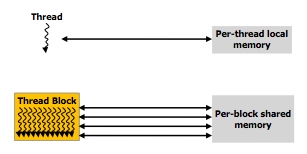 Thread
Per-thread local
memory
Thread Block
Per-block shared
memory